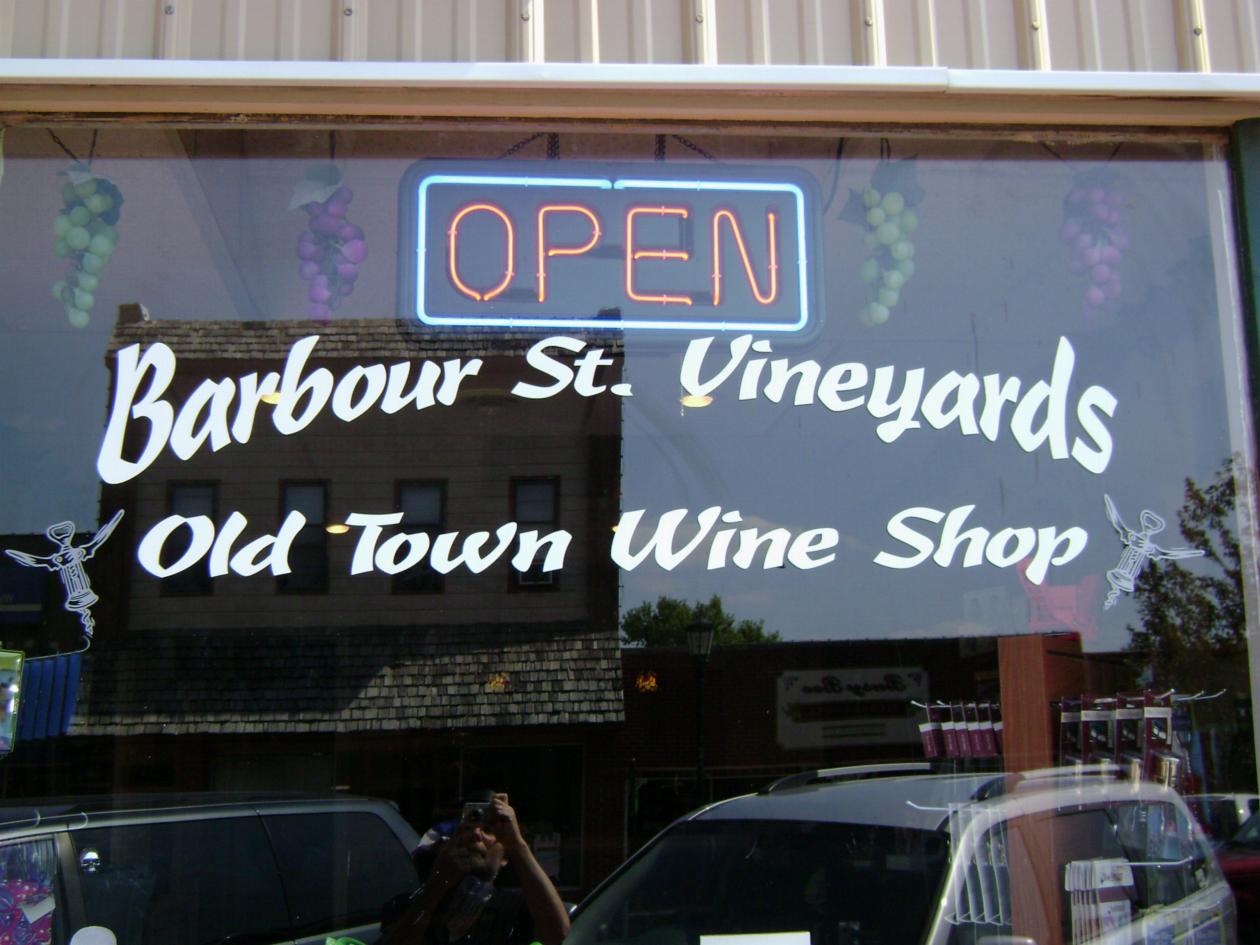 OPEN
Barbour St. Vineyards
Old Town Wine Shop